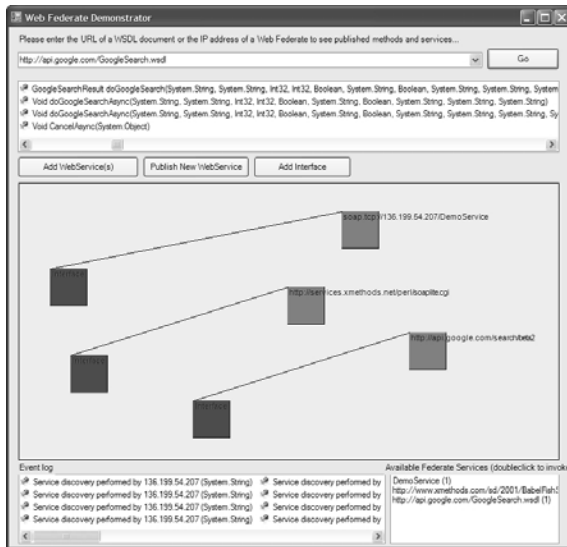 Web Federate Demonstrator
Please enter the URL of a WSDL document or the IP address of a Web Federate to see published methods and services...
http://api.google.com/GoogleSearch.wsdl
Go
GoogleSearchResult doGoogleSearch(System.String, System.String, Int32, Int32, Boolean, System.String, Boolean, System.String, System.String, System
Void doGoogleSearchAsync(System.String, System.String, Int32, Int32, Boolean, System.String, Boolean, System.String, System.String, System.String)
Void doGoogleSearchAsync(System.String, System.String, Int32, Int32, Boolean, System.String, Boolean, System.String, System.String, System.String, Sy
Void CancelAsync(System.Object)
Add WebService(s) Publish New WebService Add Interface
soap.tcp://136.199.54.207/DemoService
Interface
http://services.xmethods.net/perl/soaplite.cgi
http://api.google.com/search/beta2
Interface
Interface
Event log
Available Federate Services (doubleclick to invoke
Service discovery performed by 136.199.54.207 (System.String) Service discovery performed by
Service discovery performed by 136.199.54.207 (System.String) Service discovery performed by
Service discovery performed by 136.199.54.207 (System.String) Service discovery performed by
Service discovery performed by 136.199.54.207 (System.String) Service discovery performed by
DemoService (1)
http://www.xmethods.com/sd/2001/BabelFishS
http://api.google.com/GoogleSearch.wsdl (1)